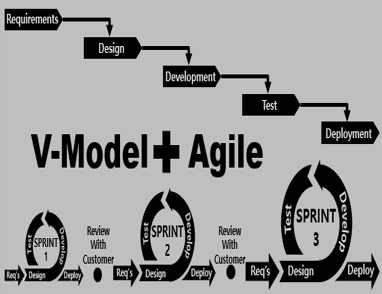 Requirements
Design
Development
Test
Deployment
V-Model + Agile
Test
Develop
SPRINT
1
Req's
Design
Deploy
Review
With
Customer
Test
Develop
SPRINT
2
Req's
Design
Deploy
Review
With
Customer
Test
Develop
SPRINT
3
Req's
Design
Deploy